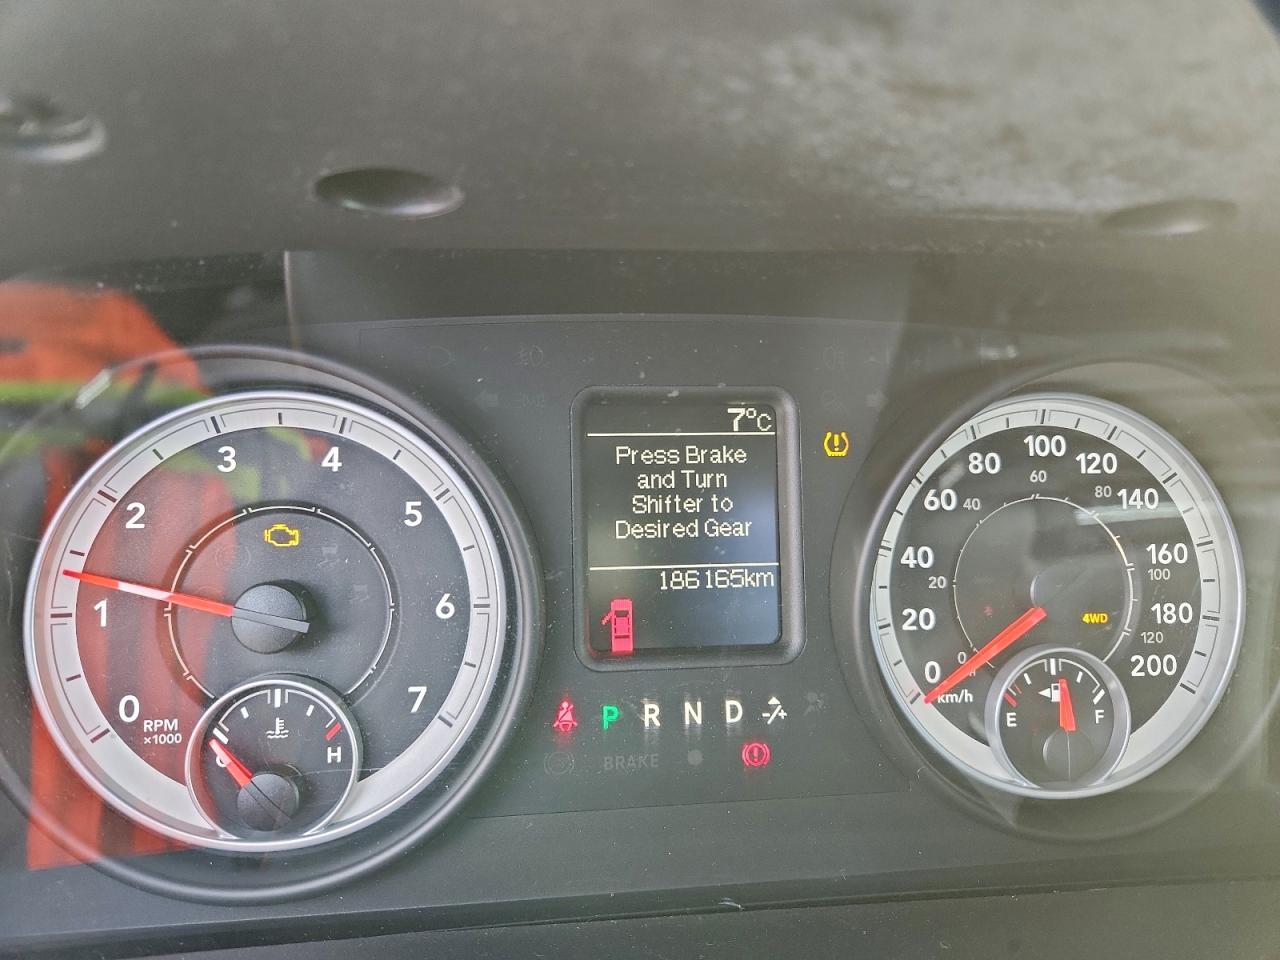 7°C
Press Brake
and Turn
Shifter to
Desired Gear
186165km
0
1
2
3
4
5
6
7
RPM
x1000
H
P R N D
BRAKE
0
20
40
60
80
100
120
140
160
180
200
km/h
0
20
40
60
80
100
120
4WD
E
F